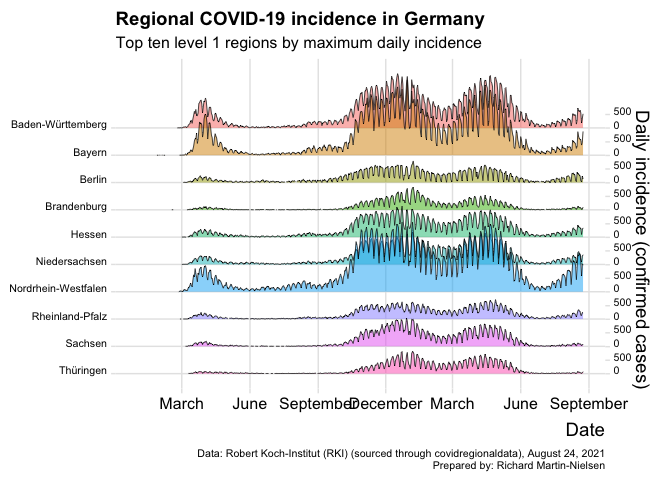 Regional COVID-19 incidence in Germany
Top ten level 1 regions by maximum daily incidence
Baden-Württemberg
Bayern
Berlin
Brandenburg
Hessen
Niedersachsen
Nordrhein-Westfalen
Rheinland-Pfalz
Sachsen
Thüringen
500
0
500
0
500
0
500
0
500
0
500
0
500
0
500
0
500
0
500
0
Daily incidence (confirmed cases)
March June September December March June September
Date
Data: Robert Koch-Institut (RKI) (sourced through covidregionaldata), August 24, 2021
Prepared by: Richard Martin-Nielsen